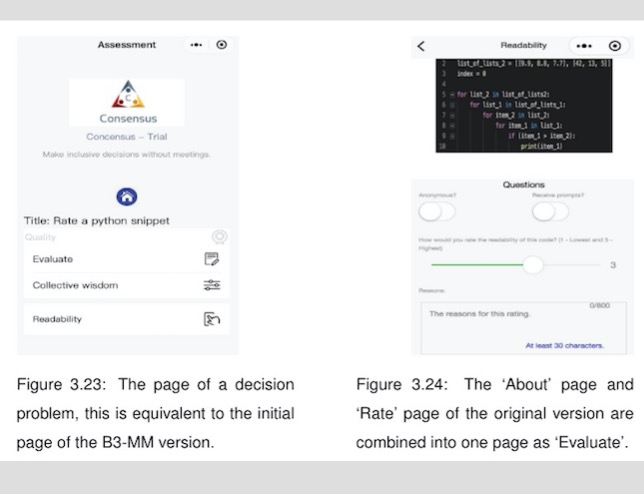 Assessment
Consensus
Concensus – Trial
Make inclusive decisions without meetings.
Title: Rate a python snippet
Quality
Evaluate
Collective wisdom
Readability
Figure 3.23: The page of a decision
problem, this is equivalent to the initial
page of the B3-MM version.
Readability
2 list_of_lists_2 = [[9.9, 8.8, 7.7], [42, 13, 5]]
3 index = 0
4
5 for list_2 in list_of_lists2:
6 for list_1 in list_of_lists_1:
7 for item_2 in list_2:
8 for item_1 in list_1:
9 if (item_1 > item_2):
10 print(item_1)
Questions
Anonymous? Receive prompts?
How would you rate the readability of this code? (1 - Lowest and 5 -
Highest)
3
Reasons:
0/800
The reasons for this rating.
At least 30 characters.
Figure 3.24: The ‘About’ page and
‘Rate’ page of the original version are
combined into one page as ‘Evaluate’.